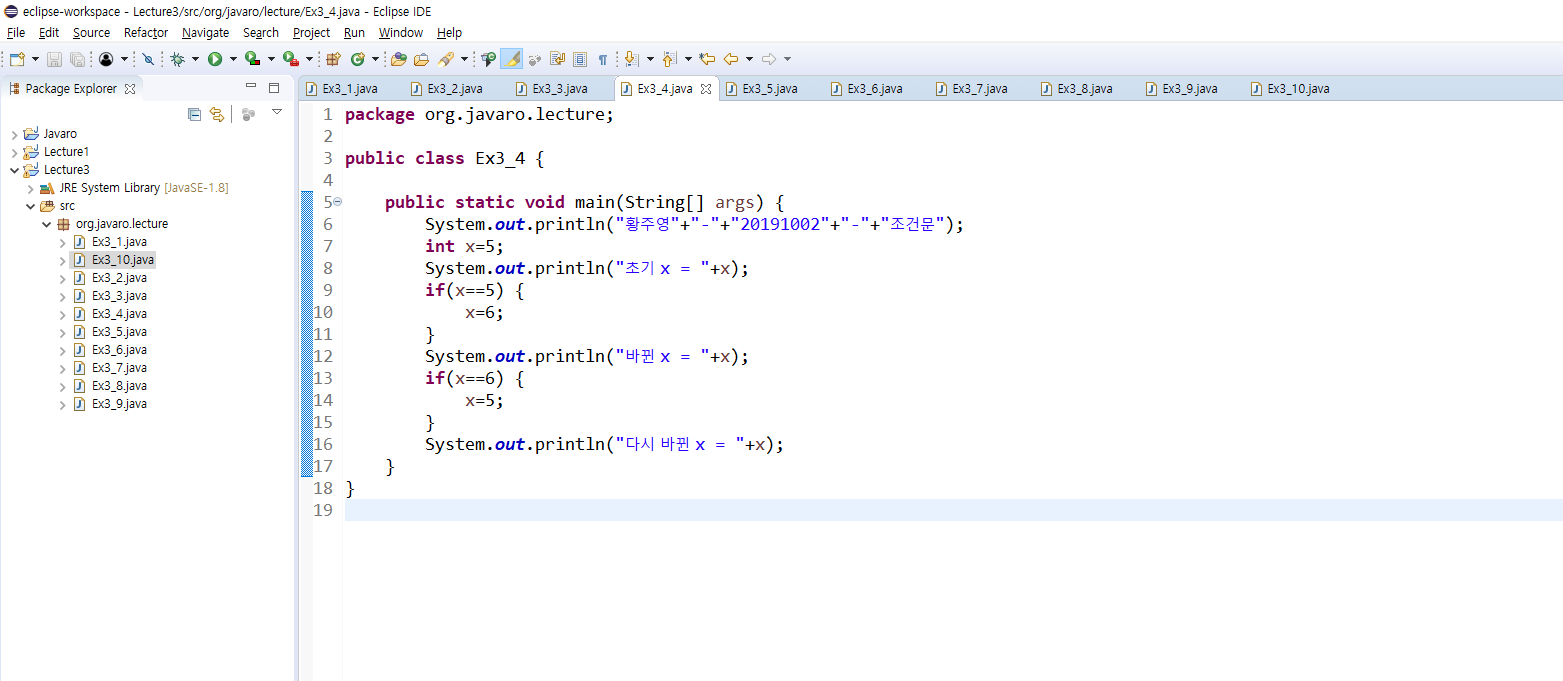 eclipse-workspace - Lecture3/src/org/javaro/lecture/Ex3_4.java - Eclipse IDE
File Edit Source Refactor Navigate Search Project Run Window Help
Package Explorer
Javaro
Lecture1
Lecture3
JRE System Library [JavaSE-1.8]
src
org.javaro.lecture
Ex3_1.java
Ex3_10.java
Ex3_2.java
Ex3_3.java
Ex3_4.java
Ex3_5.java
Ex3_6.java
Ex3_7.java
Ex3_8.java
Ex3_9.java
Ex3_1.java Ex3_2.java Ex3_3.java Ex3_4.java Ex3_5.java Ex3_6.java Ex3_7.java Ex3_8.java Ex3_9.java Ex3_10.java
1 package org.javaro.lecture;
2
3 public class Ex3_4 {
4
5 public static void main(String[] args) {
6 System.out.println("황주영"+"-"+"20191002"+"-"+"조건문");
7 int x=5;
8 System.out.println("초기 x = "+x);
9 if(x==5) {
10 x=6;
11 }
12 System.out.println("바뀐 x = "+x);
13 if(x==6) {
14 x=5;
15 }
16 System.out.println("다시 바뀐 x = "+x);
17 }
18 }
19